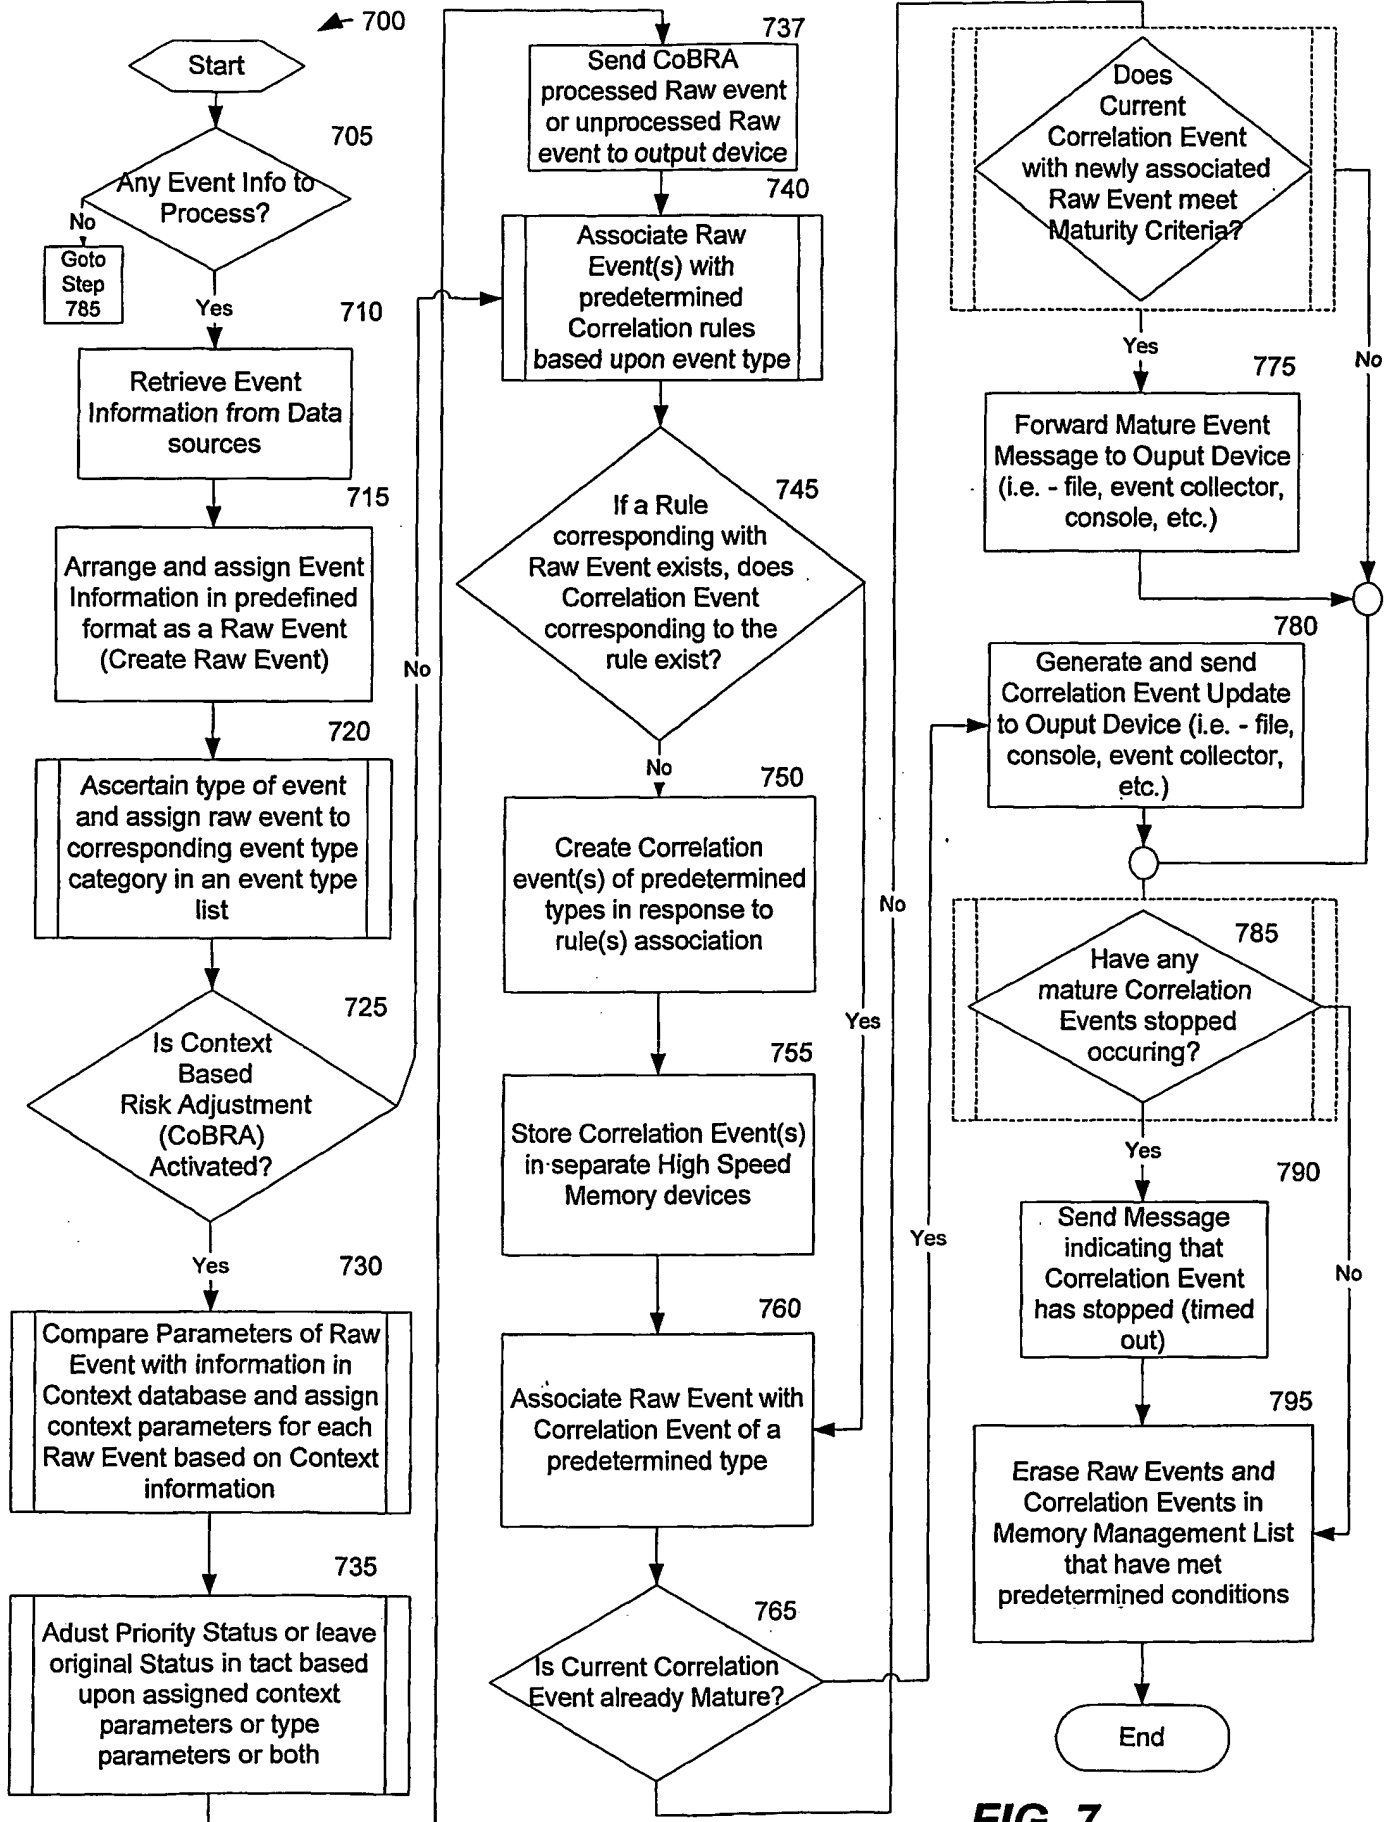 700
Start
705
Any Event Info to
Process?
No
Goto
Step
785
Yes
710
Retrieve Event
Information from Data
sources
715
Arrange and assign Event
Information in predefined
format as a Raw Event
(Create Raw Event)
720
Ascertain type of event
and assign raw event to
corresponding event type
category in an event type
list
725
Is Context
Based
Risk Adjustment
(CoBRA)
Activated?
No
Yes
730
Compare Parameters of Raw
Event with information in
Context database and assign
context parameters for each
Raw Event based on Context
information
735
Adust Priority Status or leave
original Status in tact based
upon assigned context
parameters or type
parameters or both
737
Send CoBRA
processed Raw event
or unprocessed Raw
event to output device
740
Associate Raw
Event(s) with
predetermined
Correlation rules
based upon event type
745
If a Rule
corresponding with
Raw Event exists, does
Correlation Event
corresponding to the
rule exist?
No
Yes
750
Create Correlation
event(s) of predetermined
types in response to
rule(s) association
755
Store Correlation Event(s)
in separate High Speed
Memory devices
760
Associate Raw Event with
Correlation Event of a
predetermined type
765
Is Current Correlation
Event already Mature?
No
Yes
Does
Current
Correlation Event
with newly associated
Raw Event meet
Maturity Criteria?
Yes
No
775
Forward Mature Event
Message to Ouput Device
(i.e. - file, event collector,
console, etc.)
780
Generate and send
Correlation Event Update
to Ouput Device (i.e. - file,
console, event collector,
etc.)
785
Have any
mature Correlation
Events stopped
occuring?
Yes
No
790
Send Message
indicating that
Correlation Event
has stopped (timed
out)
795
Erase Raw Events and
Correlation Events in
Memory Management List
that have met
predetermined conditions
End
FIG. 7